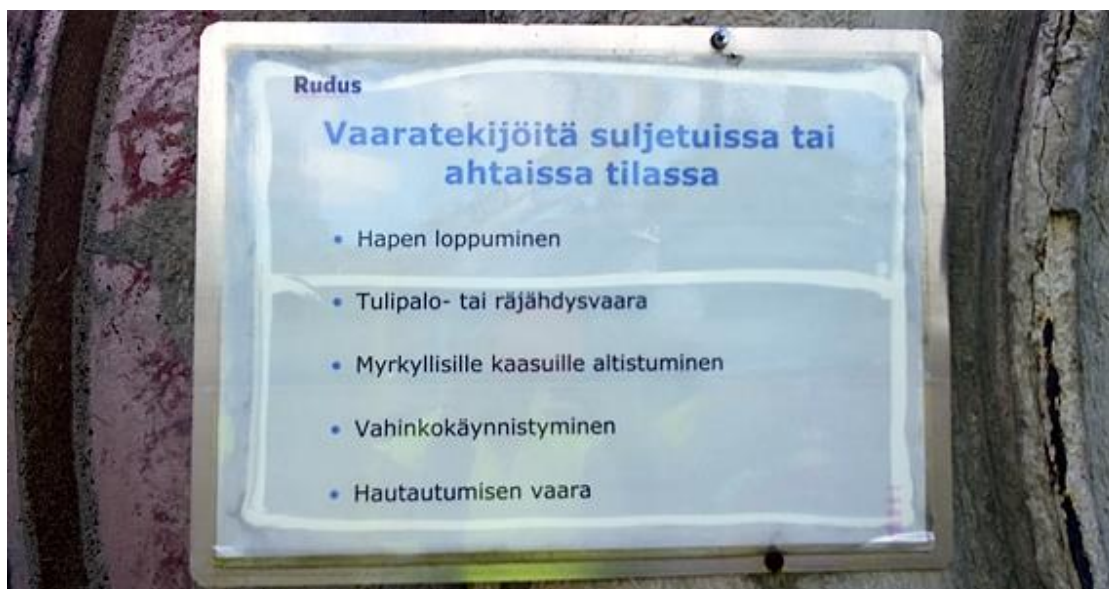 Rudus
Vaaratekijöitä suljetuissa tai
ahtaissa tilassa
• Hapen loppuminen
• Tulipalo- tai räjähdysvaara
• Myrkyllisille kaasuille altistuminen
• Vahinkokäynnistyminen
• Hautautumisen vaara